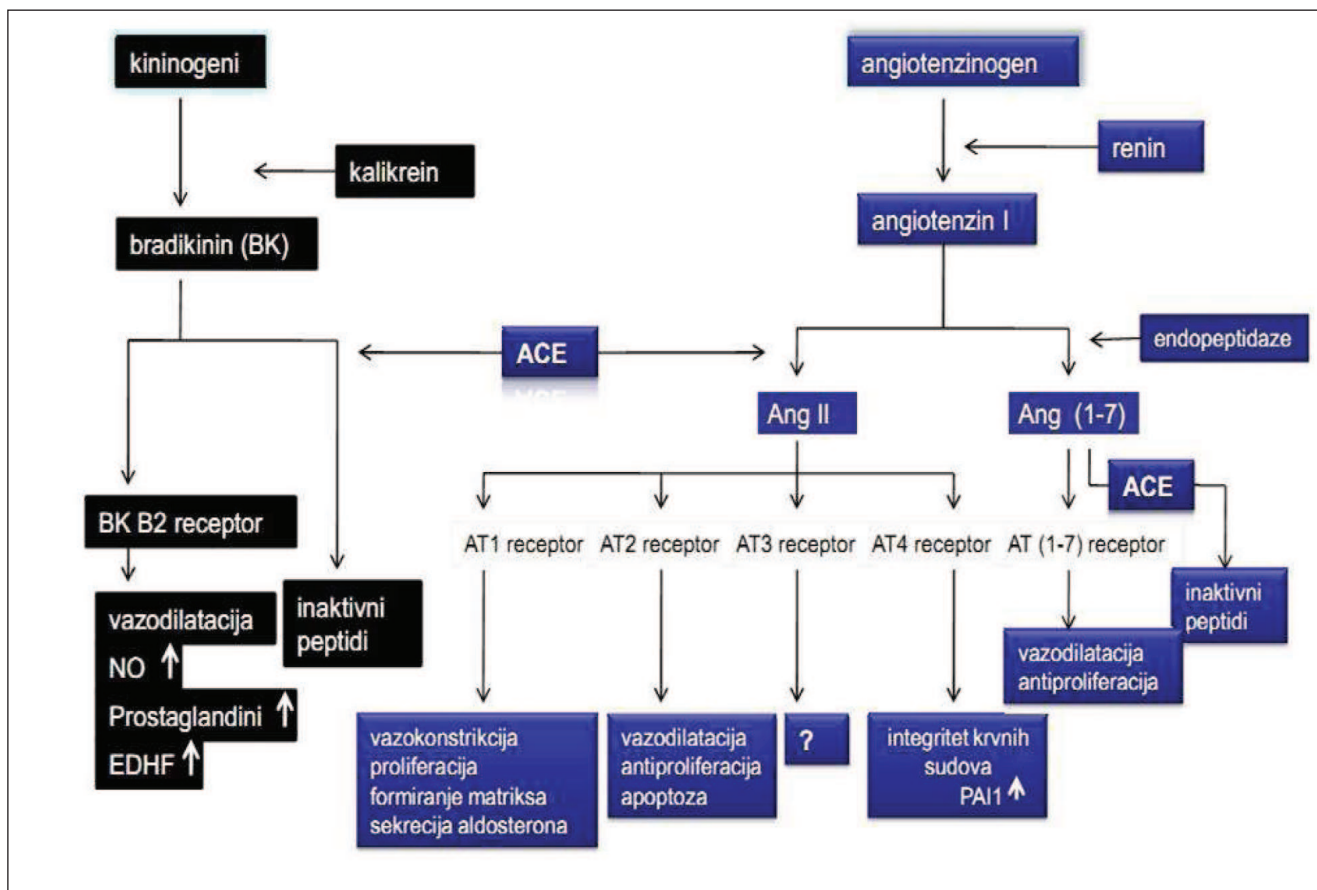 kininogeni
angiotenzinogen
kalikrein
renin
bradikinin (BK)
angiotenzin I
ACE
endopeptidaze
Ang II
Ang (1-7)
ACE
BK B2 receptor
AT1 receptor
AT2 receptor
AT3 receptor
AT4 receptor
AT (1-7) receptor
vazodilatacija
NO ↑
Prostaglandini ↑
EDHF ↑
inaktivni
peptidi
inaktivni
peptidi
vazodilatacija
antiproliferacija
vazokonstrikcija
proliferacija
formiranje matriksa
sekrecija aldosterona
vazodilatacija
antiproliferacija
apoptoza
?
integritet krvnih
sudova
PAI1 ↑